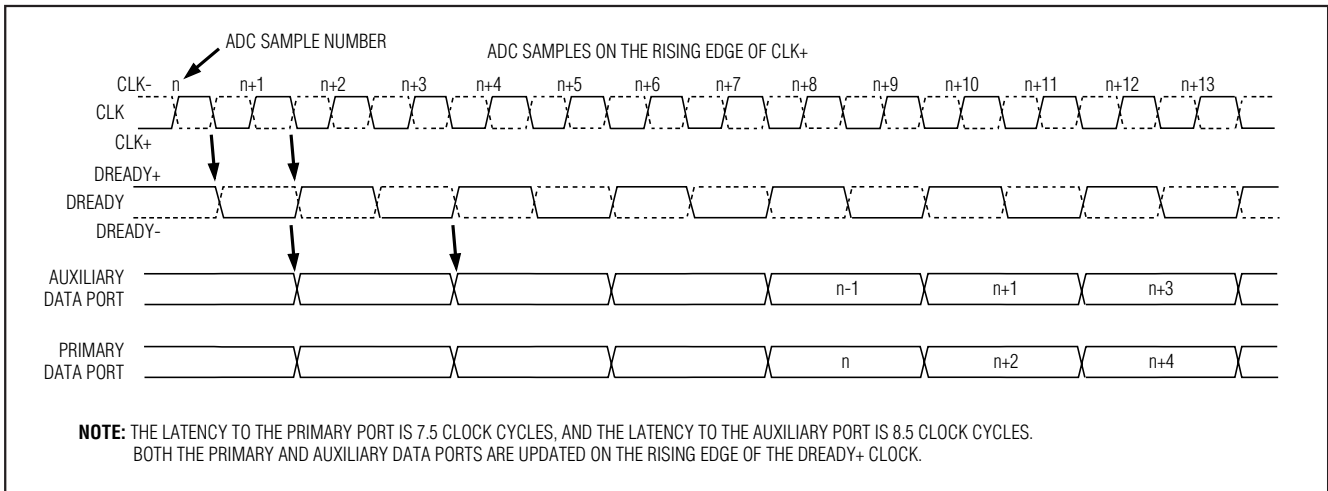 ADC SAMPLE NUMBER
ADC SAMPLES ON THE RISING EDGE OF CLK+
CLK- n n+1 n+2 n+3 n+4 n+5 n+6 n+7 n+8 n+9 n+10 n+11 n+12 n+13
CLK
CLK+
DREADY+
DREADY
DREADY-
AUXILIARY
DATA PORT
n-1 n+1 n+3
PRIMARY
DATA PORT
n n+2 n+4
NOTE: THE LATENCY TO THE PRIMARY PORT IS 7.5 CLOCK CYCLES, AND THE LATENCY TO THE AUXILIARY PORT IS 8.5 CLOCK CYCLES.
BOTH THE PRIMARY AND AUXILIARY DATA PORTS ARE UPDATED ON THE RISING EDGE OF THE DREADY+ CLOCK.